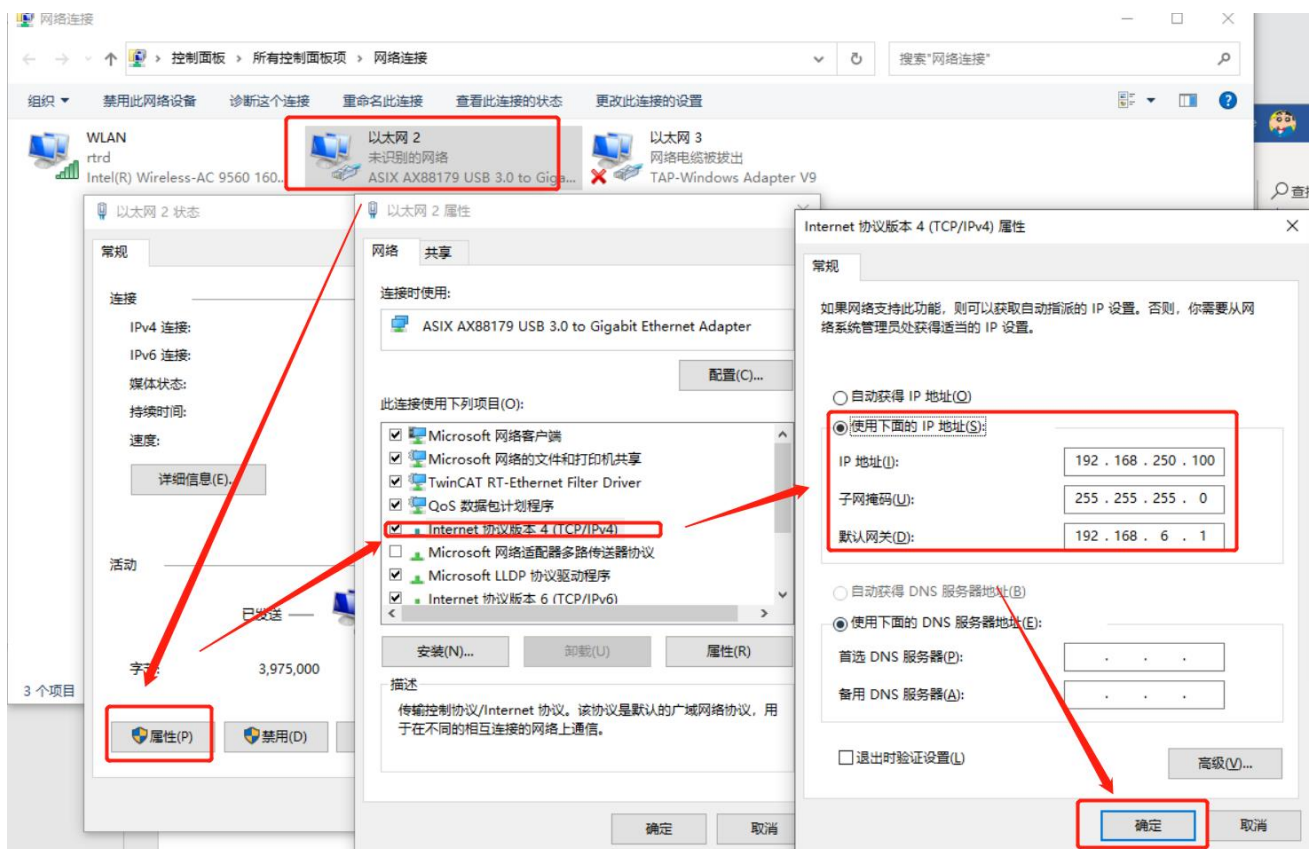 网络连接
控制面板 › 所有控制面板项 › 网络连接
搜索"网络连接"
组织 禁用此网络设备 诊断这个连接 重命名此连接 查看此连接的状态 更改此连接的设置
WLAN
rtrd
Intel(R) Wireless-AC 9560 160...
以太网 2
未识别的网络
ASIX AX88179 USB 3.0 to Giga...
以太网 3
网络电缆被拔出
TAP-Windows Adapter V9
以太网 2 状态
常规
连接
IPv4 连接:
IPv6 连接:
媒体状态:
持续时间:
速度:
详细信息(E)...
活动
已发送
字节:
3,975,000
属性(P)
禁用(D)
3 个项目
以太网 2 属性
网络 共享
连接时使用:
ASIX AX88179 USB 3.0 to Gigabit Ethernet Adapter
配置(C)...
此连接使用下列项目(O):
Microsoft 网络客户端
Microsoft 网络的文件和打印机共享
TwinCAT RT-Ethernet Filter Driver
QoS 数据包计划程序
Internet 协议版本 4 (TCP/IPv4)
Microsoft 网络适配器多路传送器协议
Microsoft LLDP 协议驱动程序
Internet 协议版本 6 (TCP/IPv6)
安装(N)... 卸载(U) 属性(R)
描述
传输控制协议/Internet 协议。该协议是默认的广域网络协议，用
于在不同的相互连接的网络上通信。
确定 取消
Internet 协议版本 4 (TCP/IPv4) 属性
常规
如果网络支持此功能，则可以获取自动指派的 IP 设置。否则，你需要从网
络系统管理员处获得适当的 IP 设置。
自动获得 IP 地址(O)
使用下面的 IP 地址(S):
IP 地址(I): 192 . 168 . 250 . 100
子网掩码(U): 255 . 255 . 255 . 0
默认网关(D): 192 . 168 . 6 . 1
自动获得 DNS 服务器地址(B)
使用下面的 DNS 服务器地址(E):
首选 DNS 服务器(P): . . .
备用 DNS 服务器(A): . . .
退出时验证设置(L)
高级(V)...
确定 取消